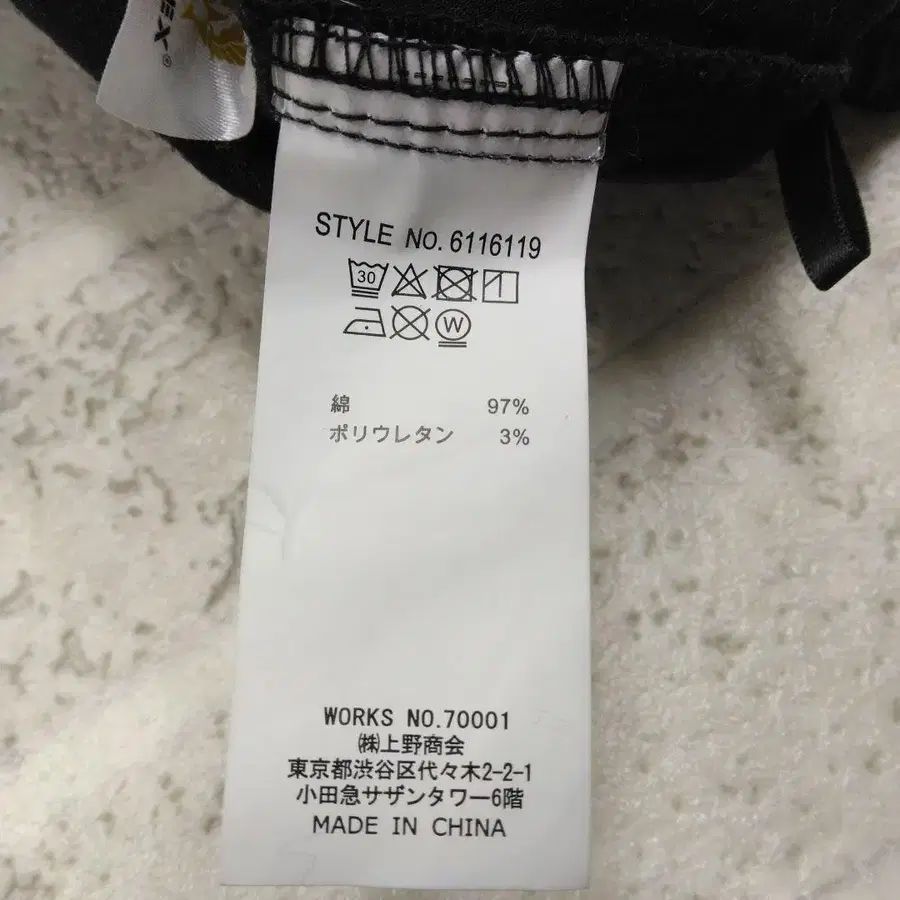 EX®
STYLE NO. 6116119
30
W
綿 97%
ポリウレタン 3%
WORKS NO.70001
㈱上野商会
東京都渋谷区代々木2-2-1
小田急サザンタワー6階
MADE IN CHINA